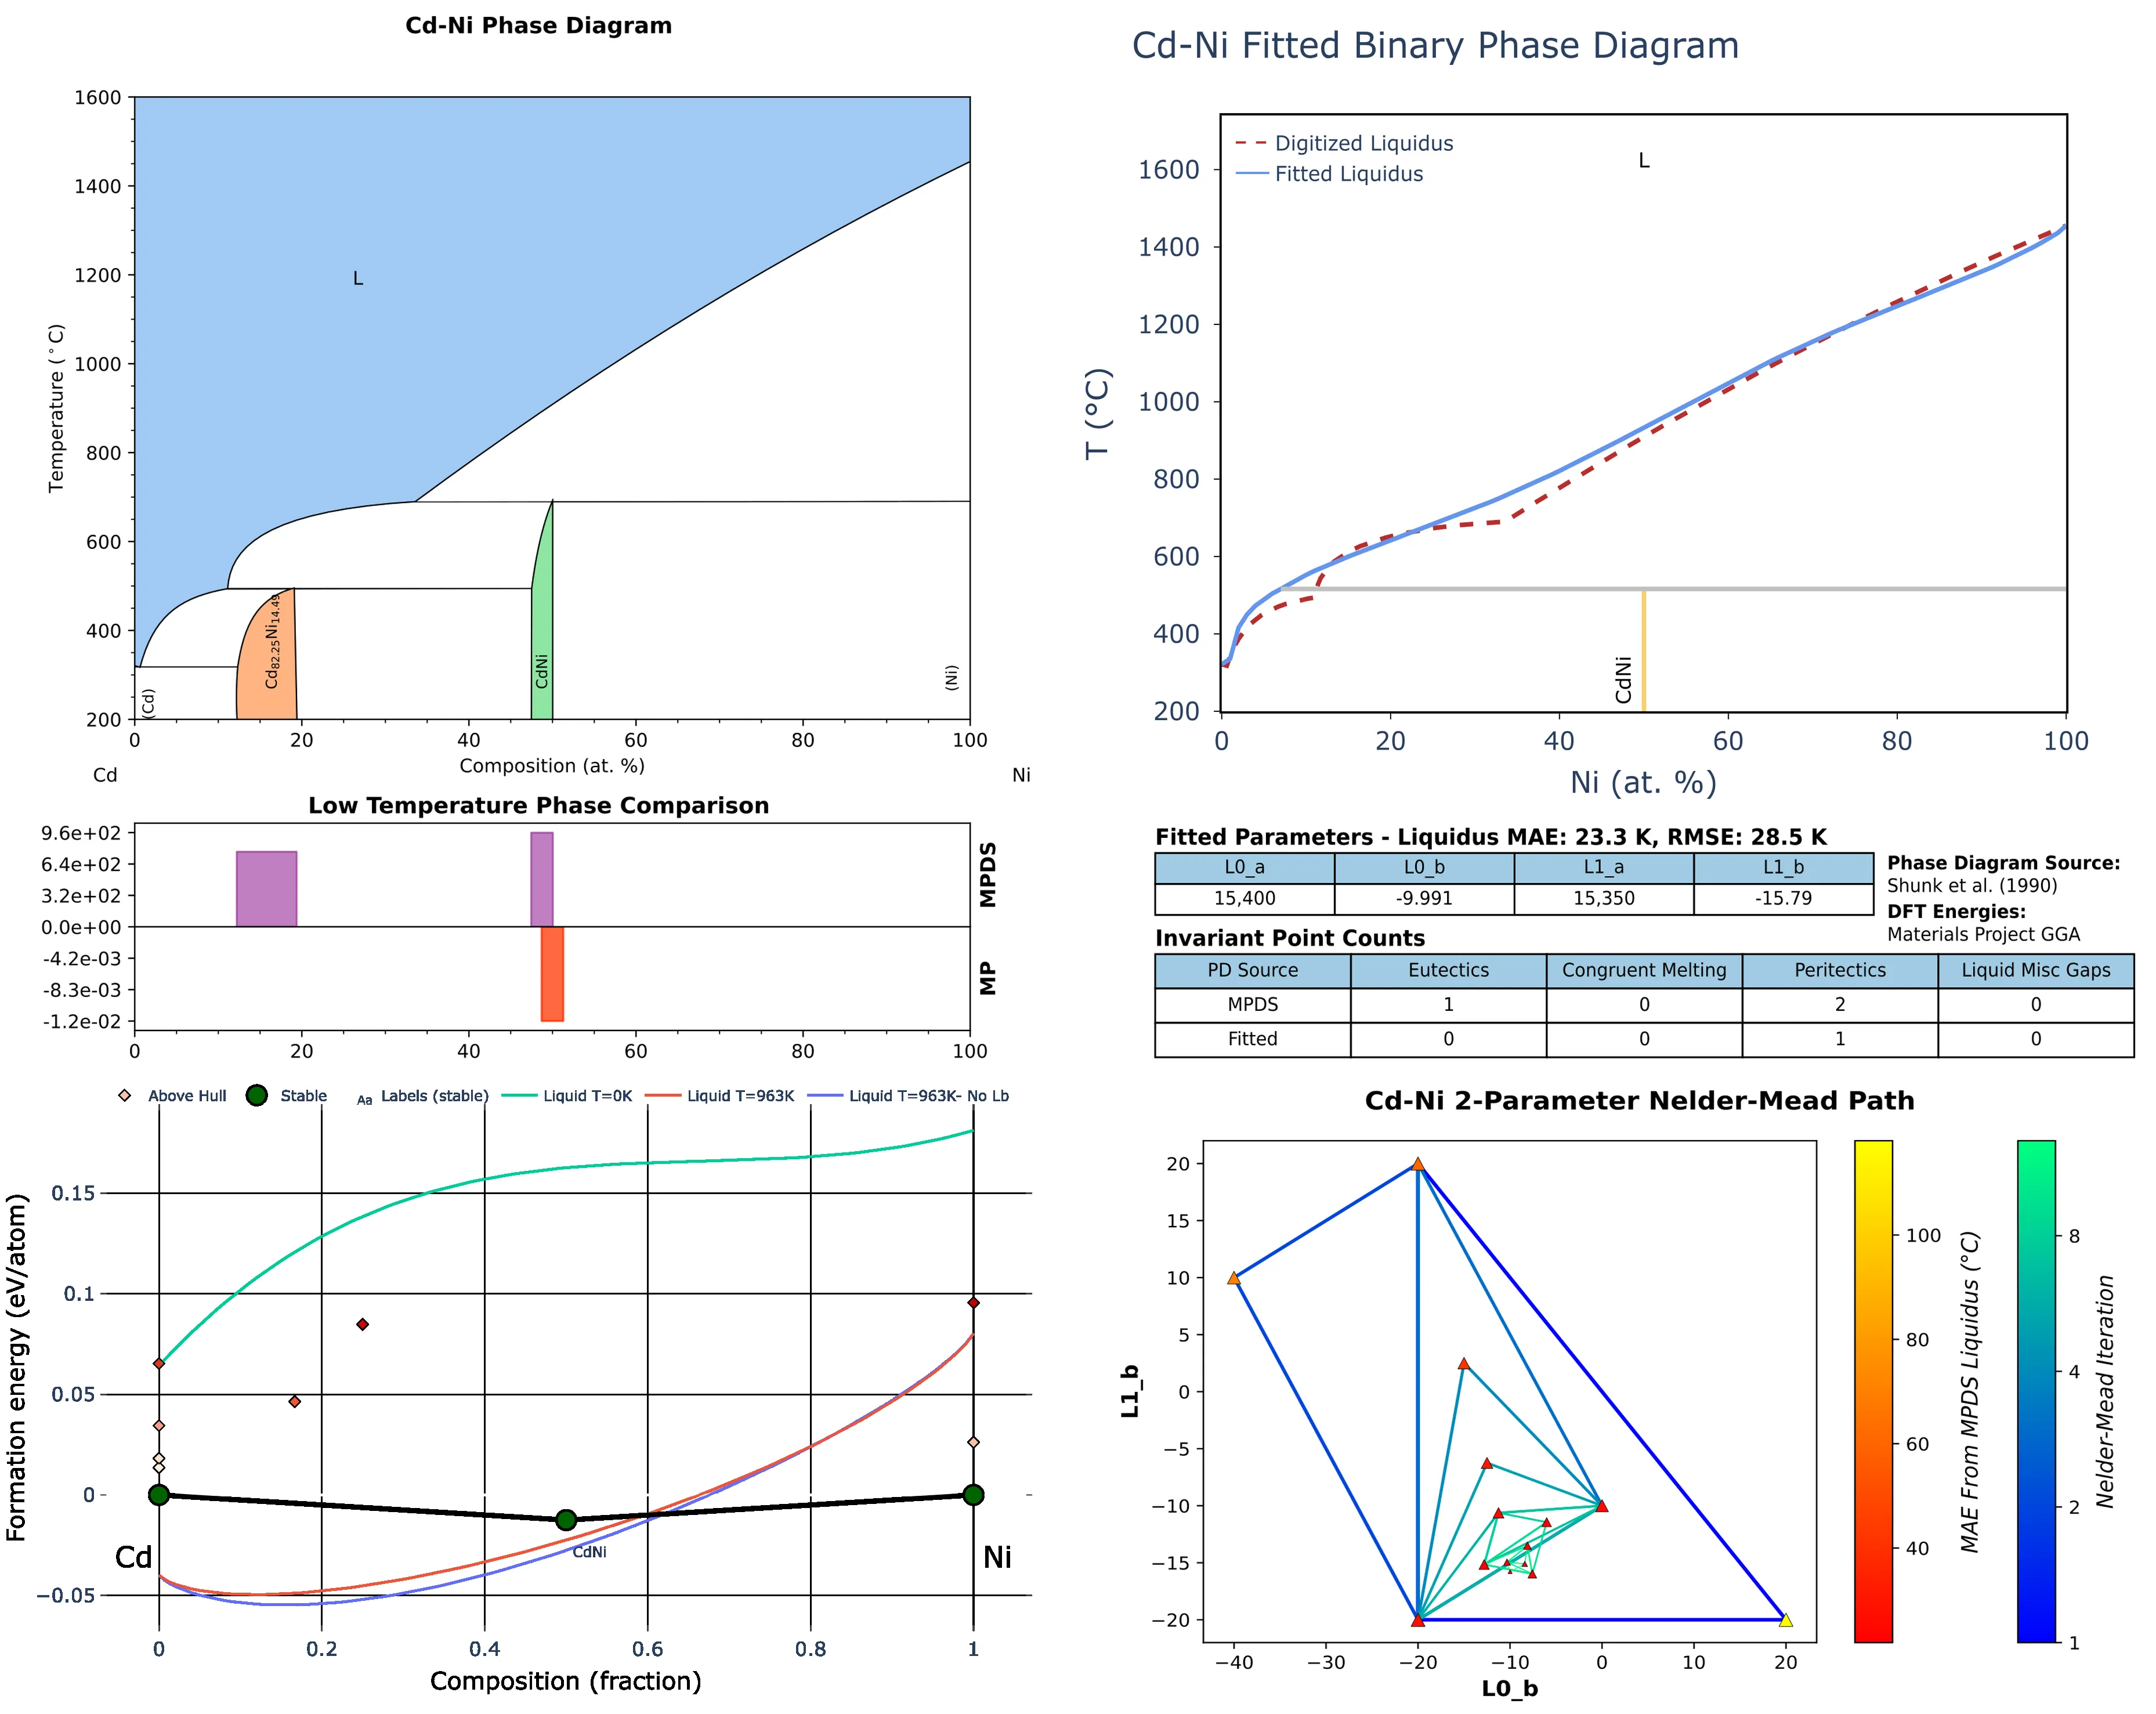 Cd-Ni Phase Diagram
1600
1400
1200
1000
800
600
400
200
Temperature (°C)
L
Cd82.25Ni14.49
CdNi
(Cd)
(Ni)
0 20 40 60 80 100
Cd Composition (at. %) Ni
Cd-Ni Fitted Binary Phase Diagram
Digitized Liquidus
Fitted Liquidus
L
1600
1400
1200
1000
800
600
400
200
T (°C)
CdNi
0 20 40 60 80 100
Ni (at. %)
Low Temperature Phase Comparison
9.6e+02
6.4e+02
3.2e+02
0.0e+00
-4.2e-03
-8.3e-03
-1.2e-02
MPDS
MP
0 20 40 60 80 100
Fitted Parameters - Liquidus MAE: 23.3 K, RMSE: 28.5 K
L0_a L0_b L1_a L1_b
15,400 -9.991 15,350 -15.79
Phase Diagram Source:
Shunk et al. (1990)
DFT Energies:
Materials Project GGA
Invariant Point Counts
PD Source Eutectics Congruent Melting Peritectics Liquid Misc Gaps
MPDS 1 0 2 0
Fitted 0 0 1 0
Above Hull Stable Aa Labels (stable) Liquid T=0K Liquid T=963K Liquid T=963K- No Lb
0.15
0.1
0.05
0
−0.05
Formation energy (eV/atom)
Cd
CdNi
Ni
0 0.2 0.4 0.6 0.8 1
Composition (fraction)
Cd-Ni 2-Parameter Nelder-Mead Path
20
15
10
5
0
−5
−10
−15
−20
L1_b
−40 −30 −20 −10 0 10 20
L0_b
100
80
60
40
MAE From MPDS Liquidus (°C)
8
4
2
1
Nelder-Mead Iteration